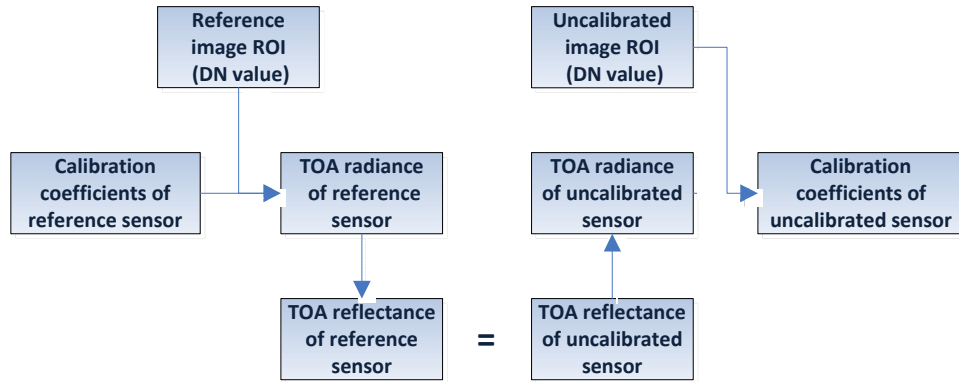 Reference
image ROI
(DN value)
Uncalibrated
image ROI
(DN value)
Calibration
coefficients of
reference sensor
TOA radiance
of reference
sensor
TOA radiance
of uncalibrated
sensor
Calibration
coefficients of
uncalibrated sensor
TOA reflectance
of reference
sensor
=
TOA reflectance
of uncalibrated
sensor